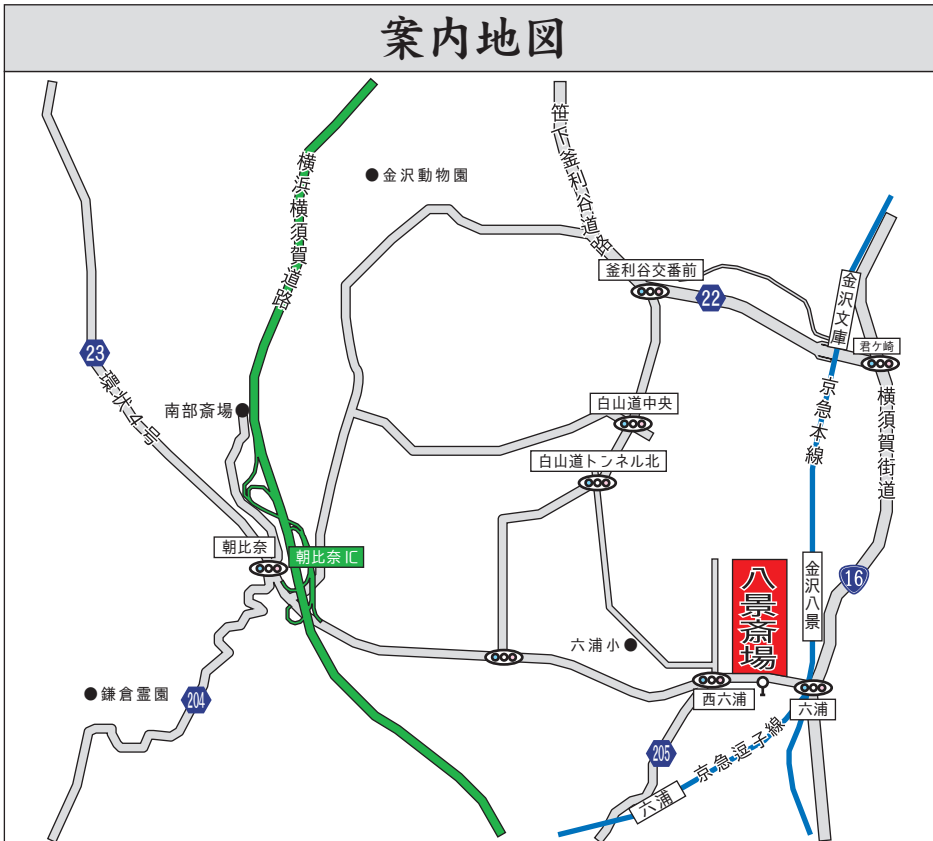 案内地図
横浜横須賀道路
金沢動物園
笹下釜利谷道路
釜利谷交番前
22
金沢文庫
君ケ崎
23
環状4号
南部斎場
白山道中央
京急本線
横須賀街道
白山道トンネル北
朝比奈
朝比奈IC
八景斎場
金沢八景
16
六浦小
鎌倉霊園
204
西六浦
六浦
205
京急逗子線
六浦